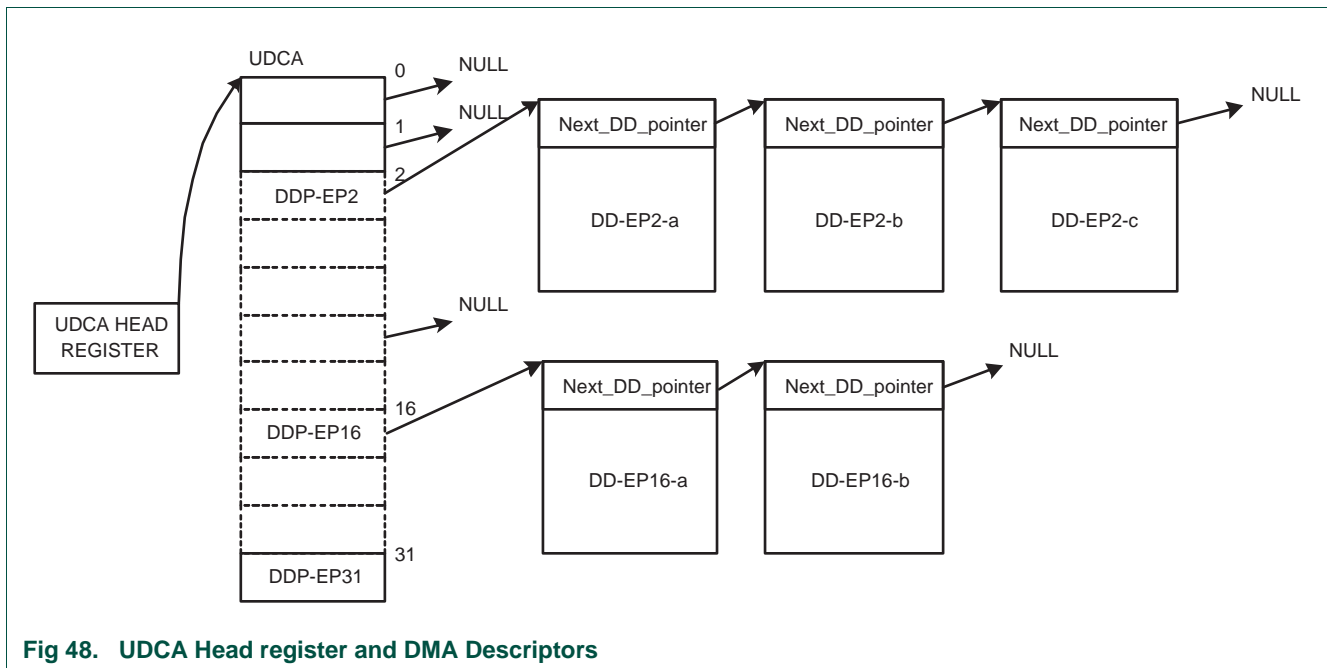 UDCA
0
NULL
1
NULL
2
DDP-EP2
Next_DD_pointer
DD-EP2-a
Next_DD_pointer
DD-EP2-b
Next_DD_pointer
DD-EP2-c
NULL
UDCA HEAD
REGISTER
NULL
16
DDP-EP16
Next_DD_pointer
DD-EP16-a
Next_DD_pointer
DD-EP16-b
NULL
31
DDP-EP31
Fig 48. UDCA Head register and DMA Descriptors